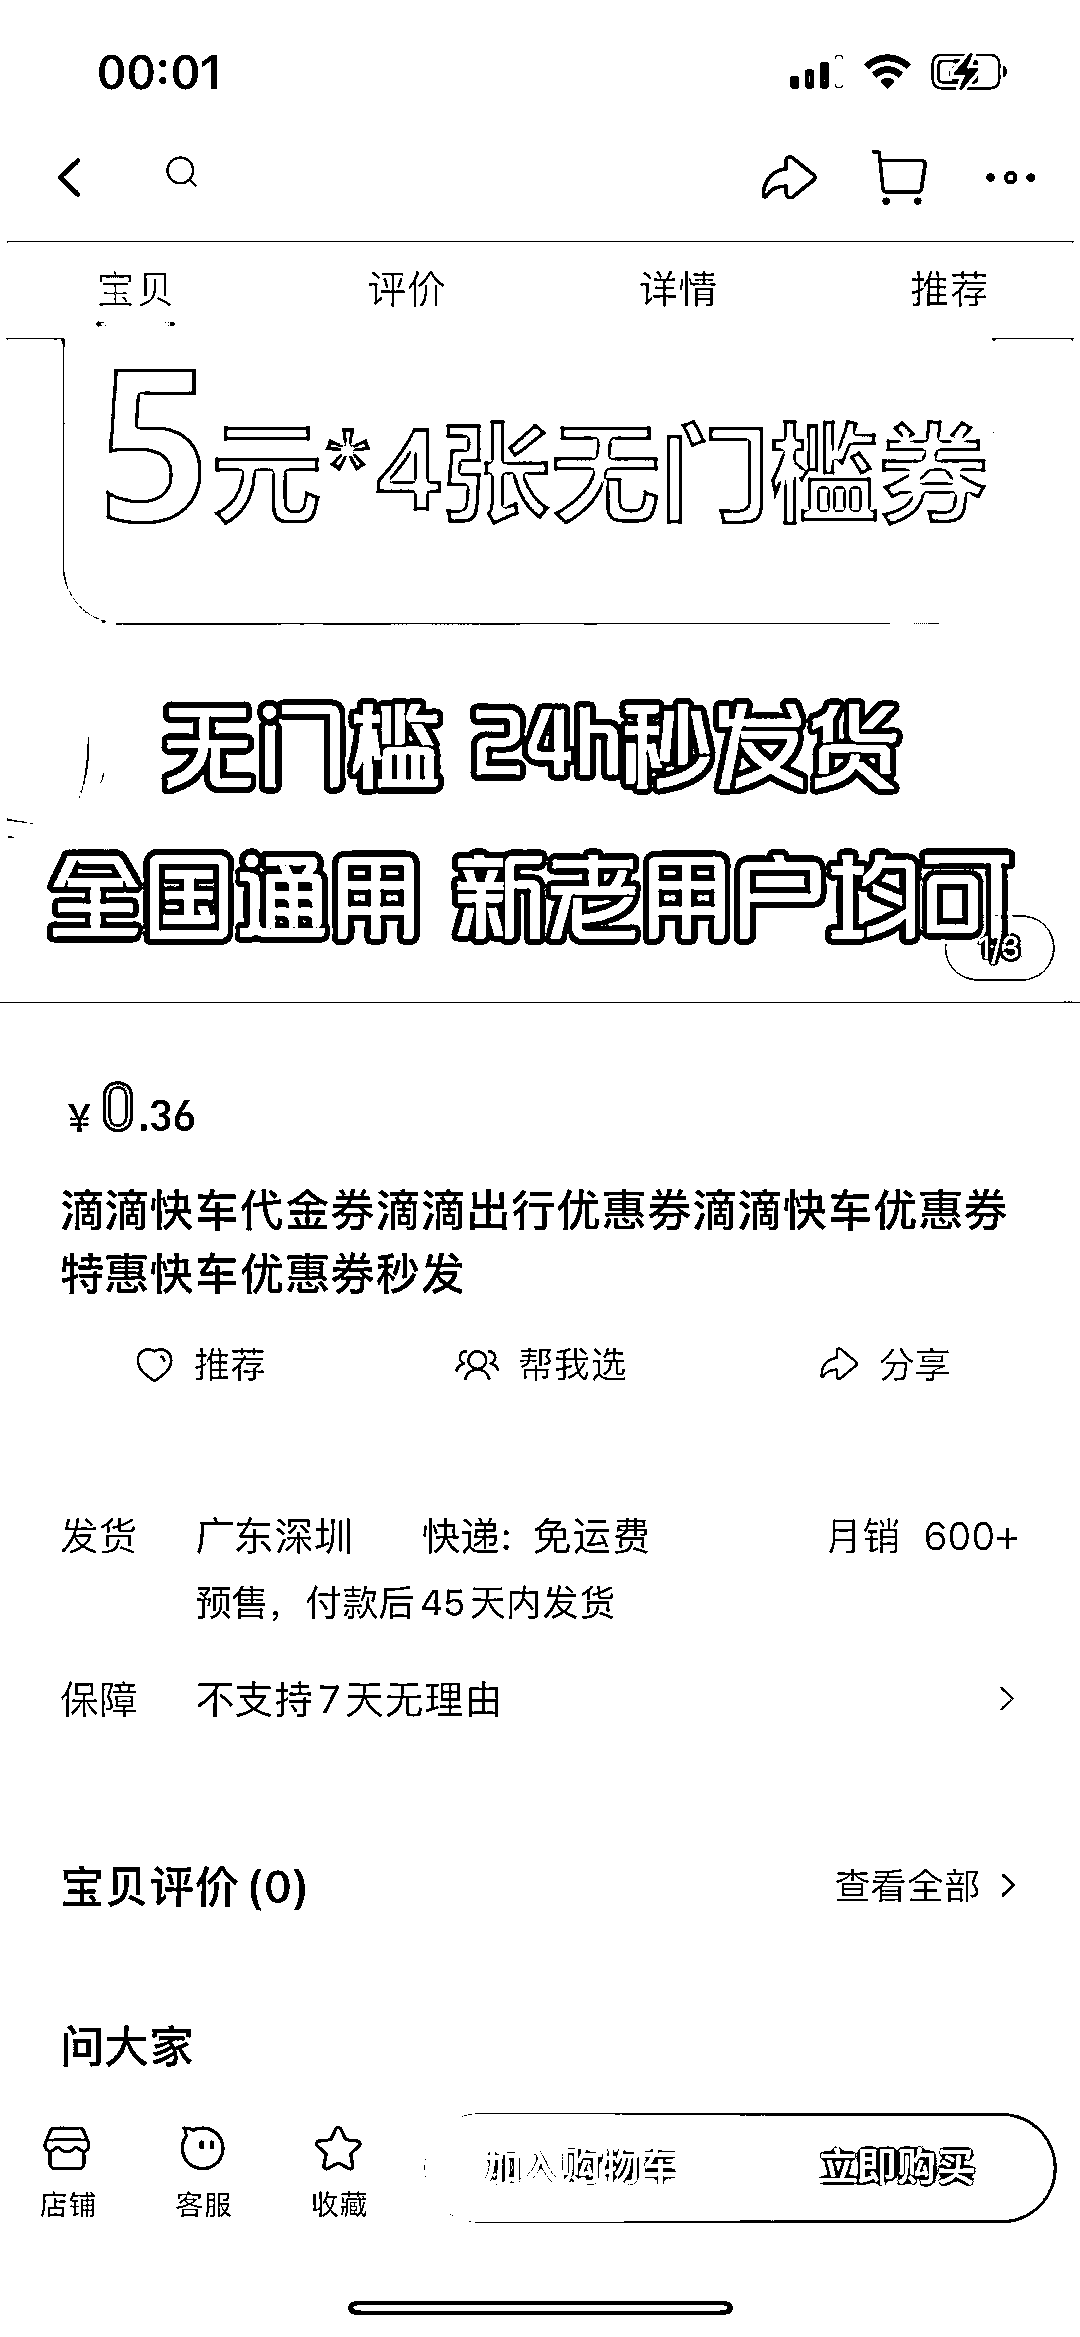 00:01
宝贝 评价 详情 推荐
5元*4张无门槛券
无门槛 24h秒发货
全国通用 新老用户均可
1/3
¥0.36
滴滴快车代金券滴滴出行优惠券滴滴快车优惠券
特惠快车优惠券秒发
推荐 帮我选 分享
发货 广东深圳 快递: 免运费 月销 600+
预售，付款后45天内发货
保障 不支持7天无理由
宝贝评价(0) 查看全部
问大家
加入购物车 立即购买
店铺 客服 收藏